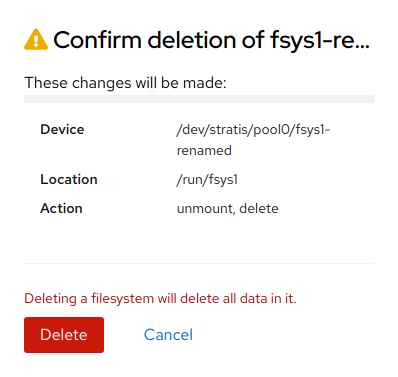 Confirm deletion of fsys1-re...
These changes will be made:
Device /dev/stratis/pool0/fsys1-
renamed
Location /run/fsys1
Action unmount, delete
Deleting a filesystem will delete all data in it.
Delete Cancel